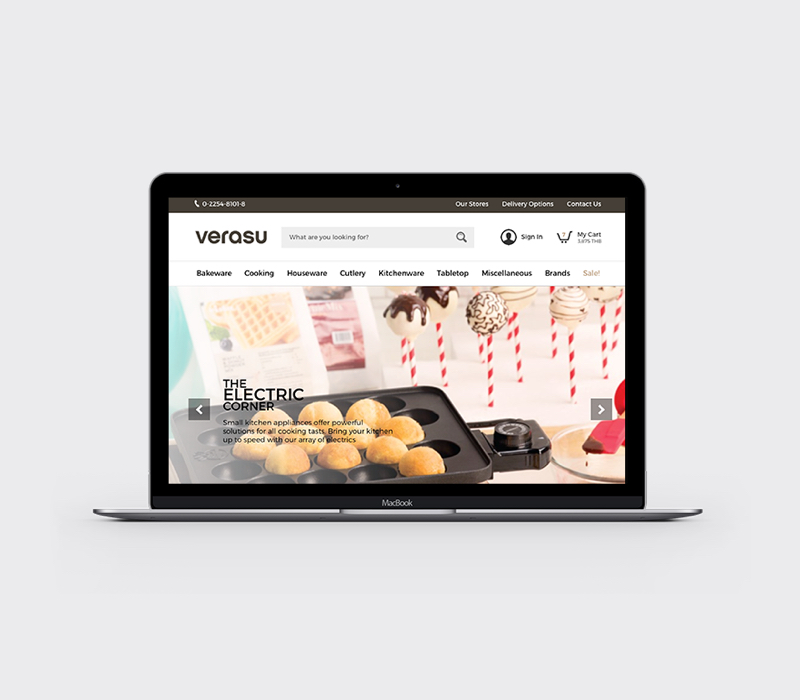 0-2254-8101-8 Our Stores Delivery Options Contact Us
verasu What are you looking for? Sign In 7 My Cart
3,875 THB
Bakeware Cooking Houseware Cutlery Kitchenware Tabletop Miscellaneous Brands Sale!
THE
ELECTRIC
CORNER
Small kitchen appliances offer powerful
solutions for all cooking tasts. Bring your kitchen
up to speed with our array of electrics
MacBook